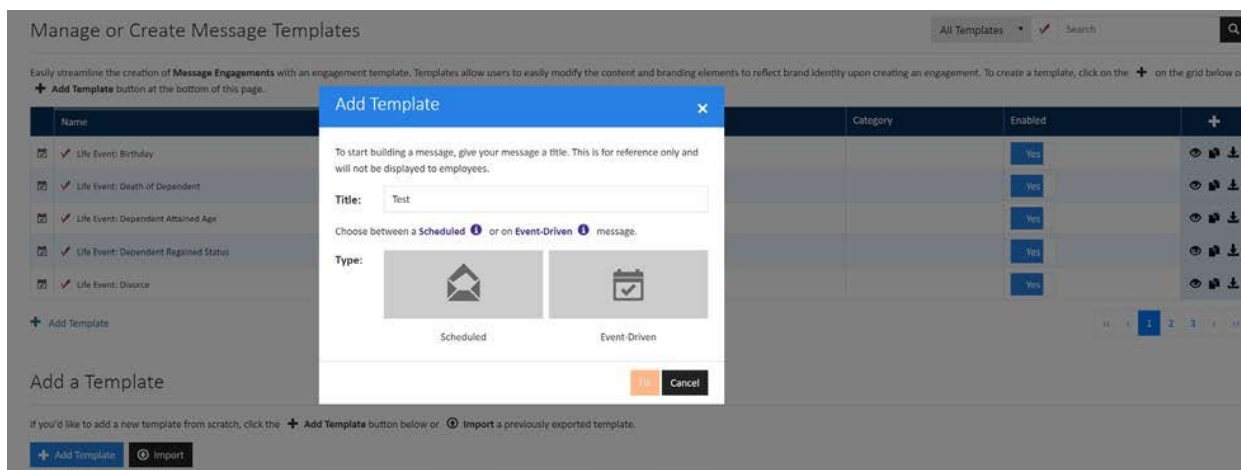 Manage or Create Message Templates
All Templates
Search
Easily streamline the creation of Message Engagements with an engagement template. Templates allow users to easily modify the content and branding elements to reflect brand identity upon creating an engagement. To create a template, click on the + on the grid below o
+ Add Template button at the bottom of this page.
Name Category Enabled +
Life Event: Birthday Yes
Life Event: Death of Dependent Yes
Life Event: Dependent Attained Age Yes
Life Event: Dependent Regained Status Yes
Life Event: Divorce Yes
+ Add Template
1 2 3
Add Template ×
To start building a message, give your message a title. This is for reference only and
will not be displayed to employees.
Title: Test
Choose between a Scheduled or on Event-Driven message.
Type:
Scheduled Event-Driven
Cancel
Add a Template
If you'd like to add a new template from scratch, click the + Add Template button below or Import a previously exported template.
+ Add Template Import